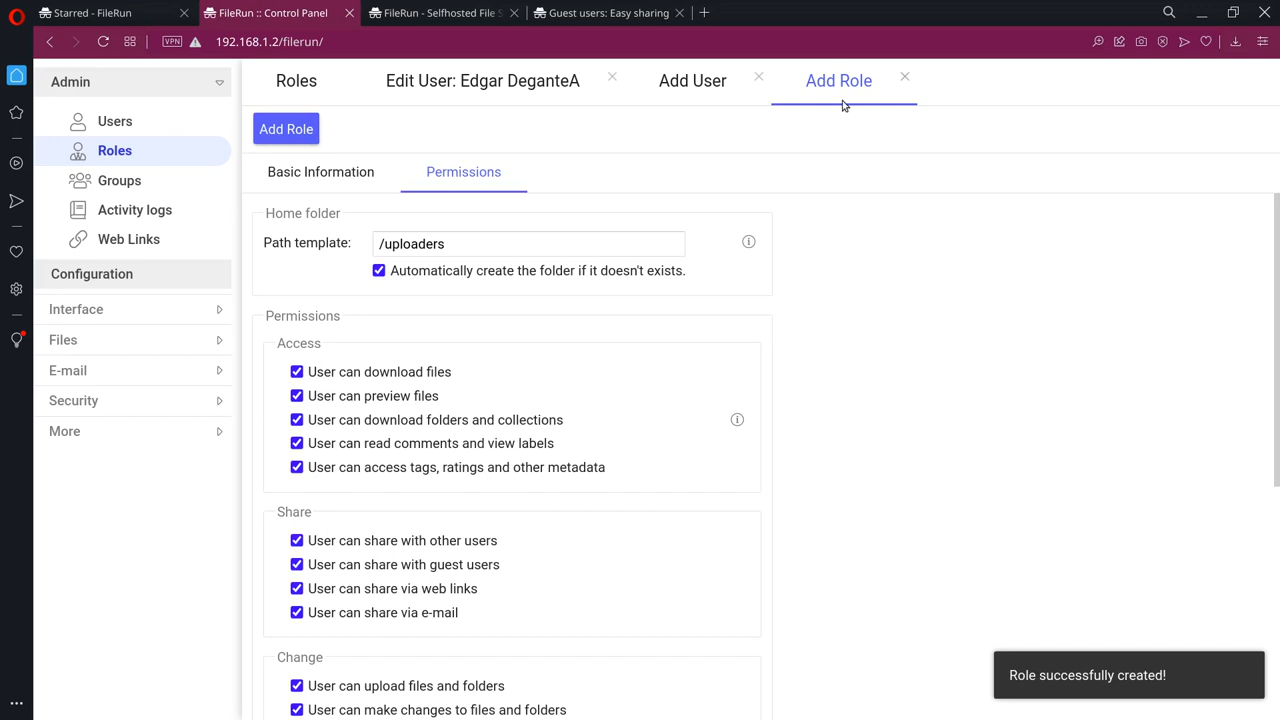 Starred - FileRun
FileRun :: Control Panel
FileRun - Selfhosted File S
Guest users: Easy sharing
VPN
192.168.1.2/filerun/
Admin
Users
Roles
Groups
Activity logs
Web Links
Configuration
Interface
Files
E-mail
Security
More
Roles
Edit User: Edgar DeganteA
Add User
Add Role
Add Role
Basic Information
Permissions
Home folder
Path template:
/uploaders
Automatically create the folder if it doesn't exists.
Permissions
Access
User can download files
User can preview files
User can download folders and collections
User can read comments and view labels
User can access tags, ratings and other metadata
Share
User can share with other users
User can share with guest users
User can share via web links
User can share via e-mail
Change
User can upload files and folders
User can make changes to files and folders
Role successfully created!